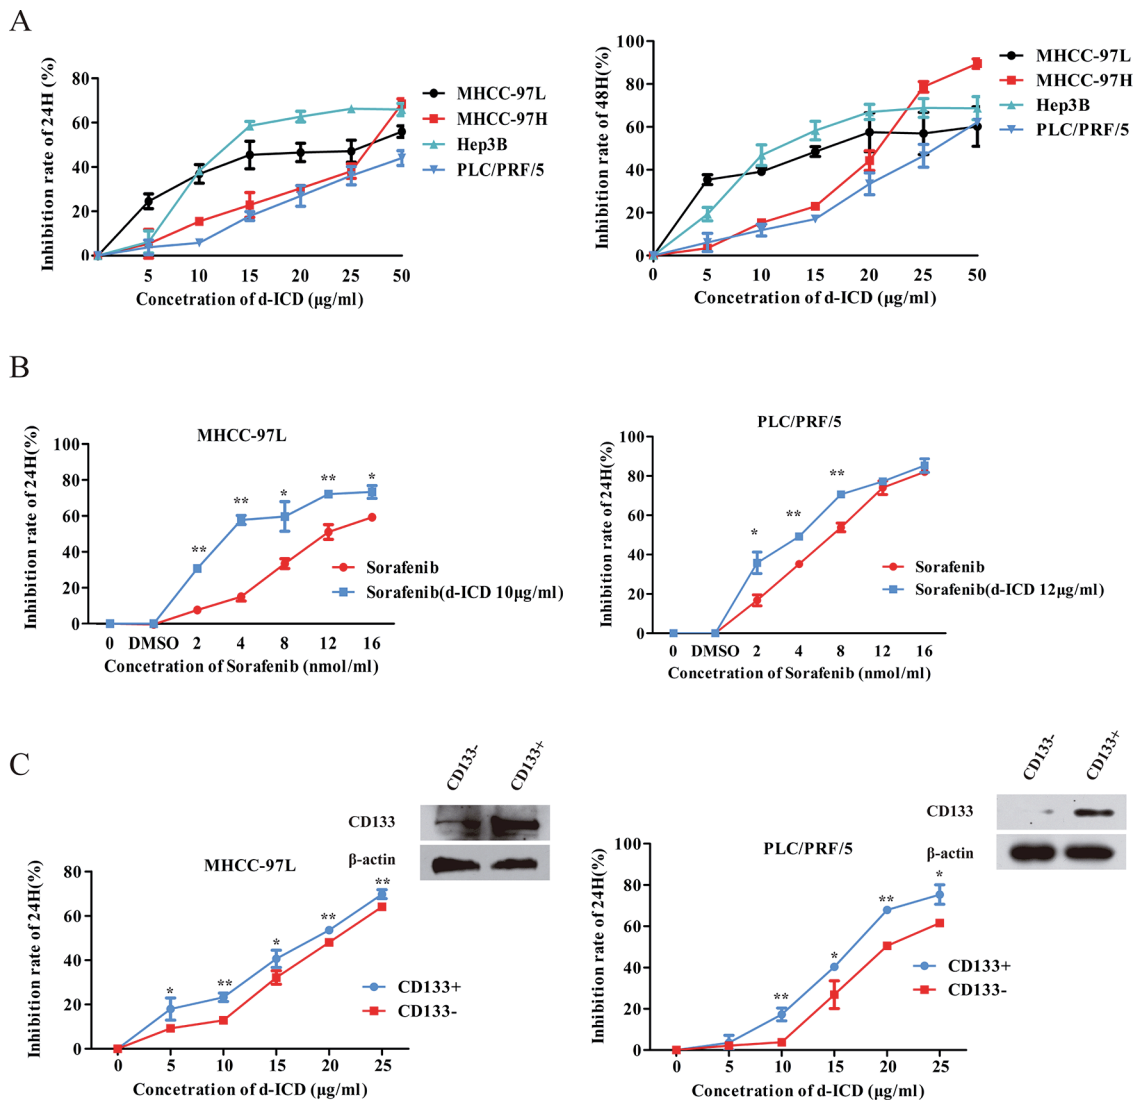 A
Inhibition rate of 24H (%)
80
60
40
20
0
5
10
15
20
25
50
Concetration of d-ICD (μg/ml)
MHCC-97L
MHCC-97H
Hep3B
PLC/PRF/5
Inhibition rate of 48H(%)
100
80
60
40
20
0
0
5
10
15
20
25
50
Concetration of d-ICD (μg/ml)
MHCC-97L
MHCC-97H
Hep3B
PLC/PRF/5
B
MHCC-97L
Inhibition rate of 24H(%)
100
80
60
40
20
0
**
**
*
**
*
Sorafenib
Sorafenib(d-ICD 10μg/ml)
0
DMSO
2
4
8
12
16
Concetration of Sorafenib (nmol/ml)
PLC/PRF/5
Inhibition rate of 24H(%)
100
80
60
40
20
0
*
**
**
Sorafenib
Sorafenib(d-ICD 12μg/ml)
0
DMSO
2
4
8
12
16
Concetration of Sorafenib (nmol/ml)
C
CD133-
CD133+
CD133
β-actin
MHCC-97L
Inhibition rate of 24H(%)
80
60
40
20
0
*
**
*
**
**
CD133+
CD133-
0
5
10
15
20
25
Concetration of d-ICD (μg/ml)
CD133-
CD133+
CD133
β-actin
PLC/PRF/5
Inhibition rate of 24H(%)
100
80
60
40
20
0
**
*
**
*
CD133+
CD133-
0
5
10
15
20
25
Concetration of d-ICD (μg/ml)